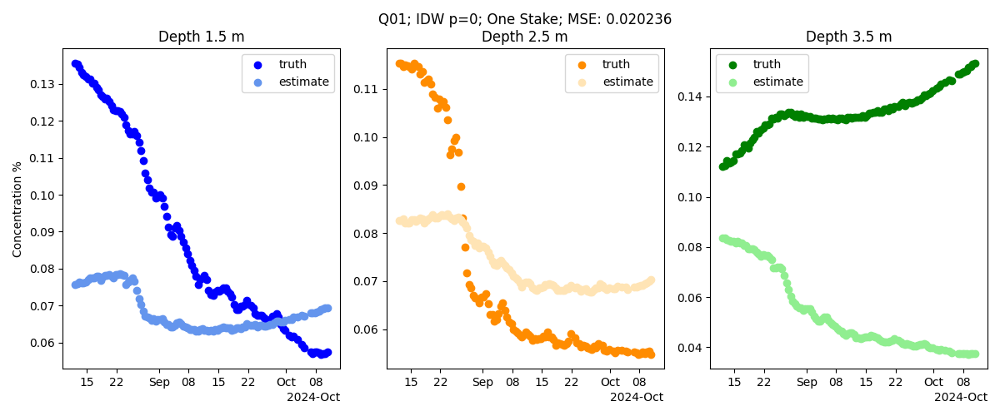 Q01; IDW p=0; One Stake; MSE: 0.020236
Depth 1.5 m
Depth 2.5 m
Depth 3.5 m
truth
estimate
truth
estimate
truth
estimate
Concentration %
0.13
0.12
0.11
0.10
0.09
0.08
0.07
0.06
15
22
Sep
08
15
22
Oct
08
2024-Oct
0.11
0.10
0.09
0.08
0.07
0.06
15
22
Sep
08
15
22
Oct
08
2024-Oct
0.14
0.12
0.10
0.08
0.06
0.04
15
22
Sep
08
15
22
Oct
08
2024-Oct